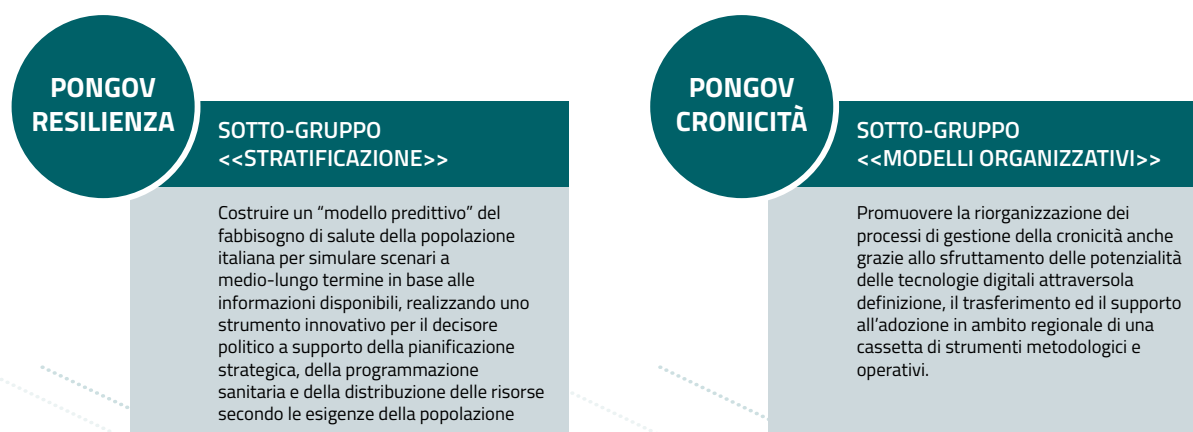 PONGOV
RESILIENZA
SOTTO-GRUPPO
<<STRATIFICAZIONE>>
Costruire un “modello predittivo” del
fabbisogno di salute della popolazione
italiana per simulare scenari a
medio-lungo termine in base alle
informazioni disponibili, realizzando uno
strumento innovativo per il decisore
politico a supporto della pianificazione
strategica, della programmazione
sanitaria e della distribuzione delle risorse
secondo le esigenze della popolazione
PONGOV
CRONICITÀ
SOTTO-GRUPPO
<<MODELLI ORGANIZZATIVI>>
Promuovere la riorganizzazione dei
processi di gestione della cronicità anche
grazie allo sfruttamento delle potenzialità
delle tecnologie digitali attraversola
definizione, il trasferimento ed il supporto
all’adozione in ambito regionale di una
cassetta di strumenti metodologici e
operativi.